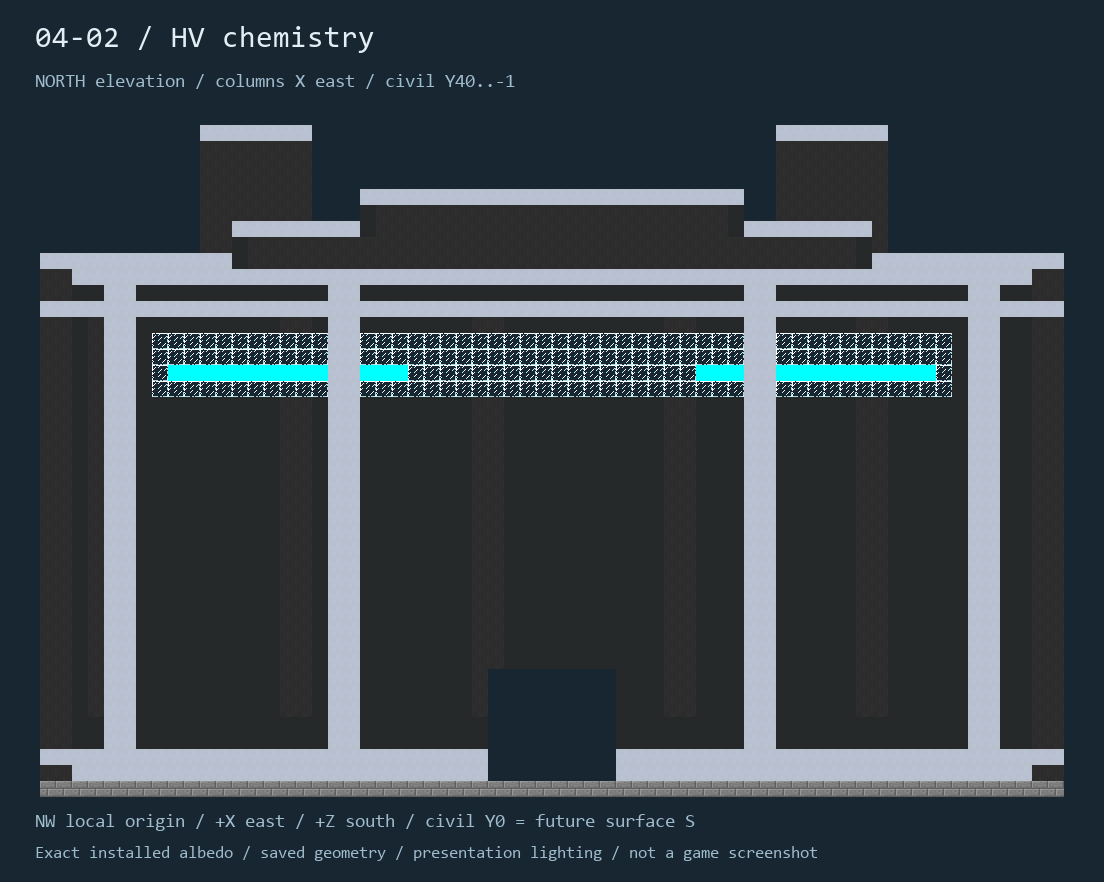 04-02 / HV chemistry
NORTH elevation / columns X east / civil Y40..-1
NW local origin / +X east / +Z south / civil Y0 = future surface S
Exact installed albedo / saved geometry / presentation lighting / not a game screenshot